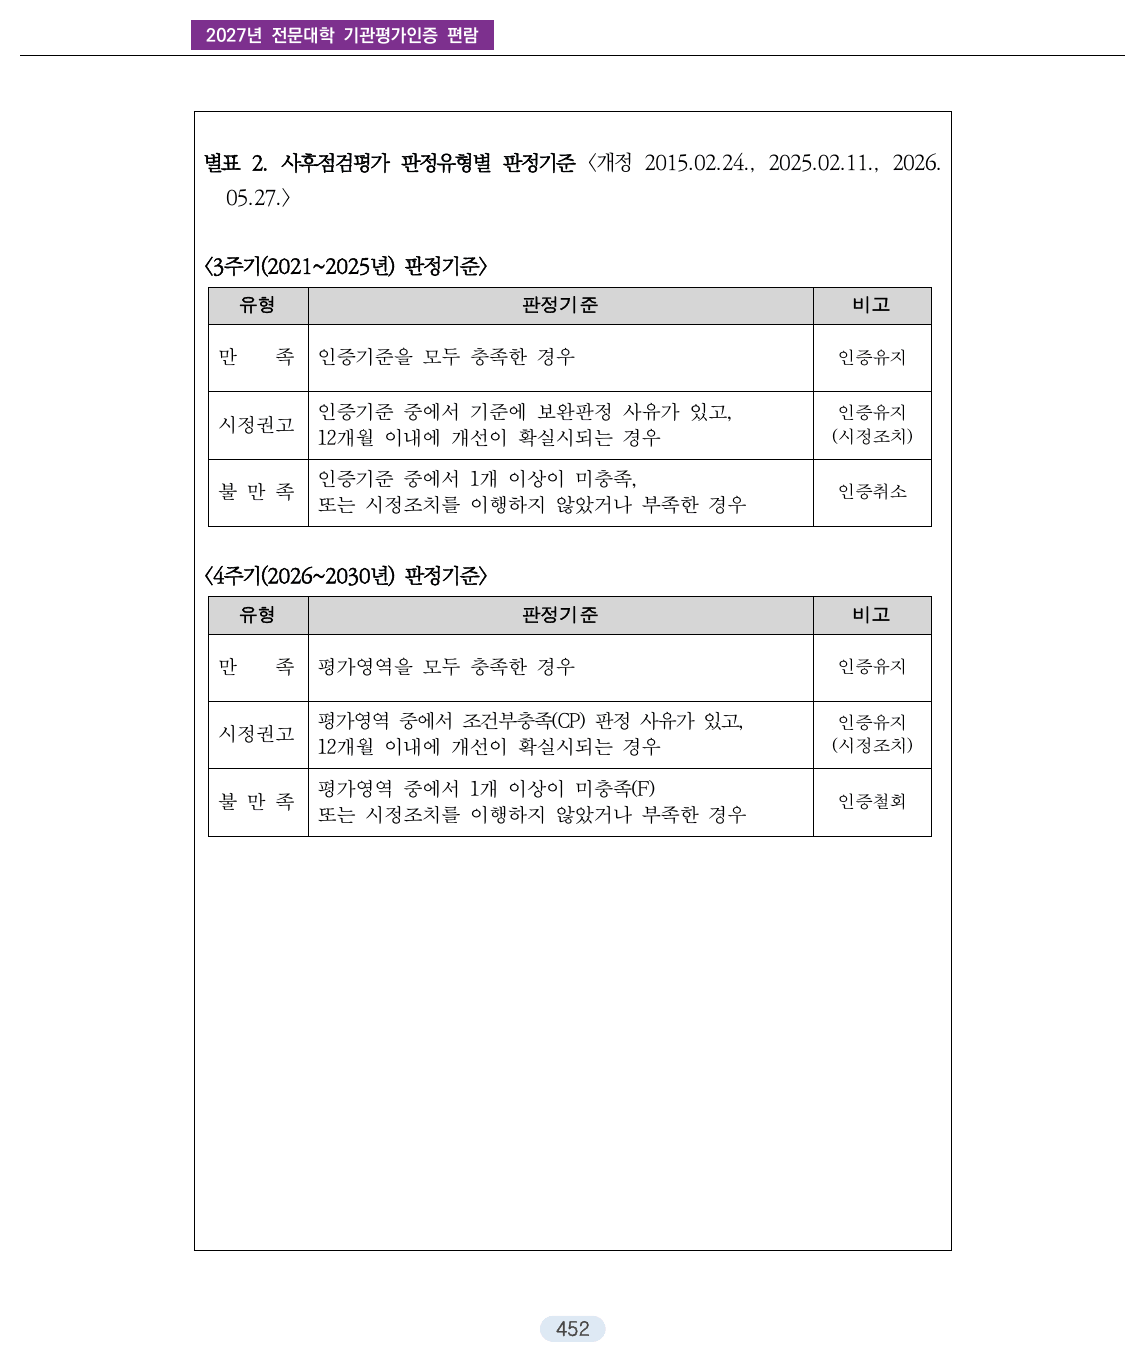 2027년 전문대학 기관평가인증 편람
별표 2. 사후점검평가 판정유형별 판정기준 〈개정 2015.02.24., 2025.02.11., 2026.
05.27.〉
〈3주기(2021~2025년) 판정기준〉
유형 판정기준 비고
만 족 인증기준을 모두 충족한 경우 인증유지
시정권고 인증기준 중에서 기준에 보완판정 사유가 있고,
12개월 이내에 개선이 확실시되는 경우
인증유지
(시정조치)
불 만 족 인증기준 중에서 1개 이상이 미충족,
또는 시정조치를 이행하지 않았거나 부족한 경우
인증취소
〈4주기(2026~2030년) 판정기준〉
유형 판정기준 비고
만 족 평가영역을 모두 충족한 경우 인증유지
시정권고 평가영역 중에서 조건부충족(CP) 판정 사유가 있고,
12개월 이내에 개선이 확실시되는 경우
인증유지
(시정조치)
불 만 족 평가영역 중에서 1개 이상이 미충족(F)
또는 시정조치를 이행하지 않았거나 부족한 경우
인증철회
452